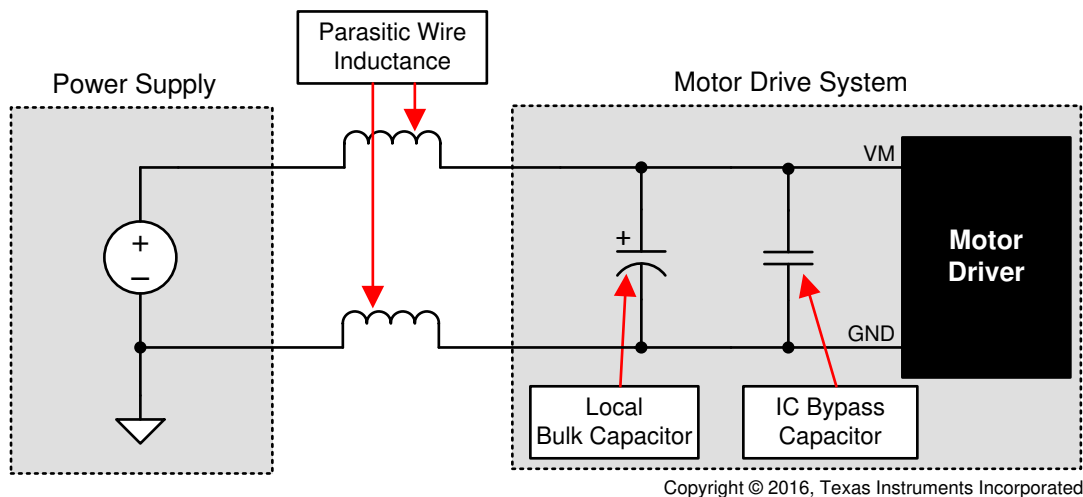 Parasitic Wire
Inductance
Power Supply
Motor Drive System
VM
+
–
+
Motor
Driver
GND
Local
Bulk Capacitor
IC Bypass
Capacitor
Copyright © 2016, Texas Instruments Incorporated